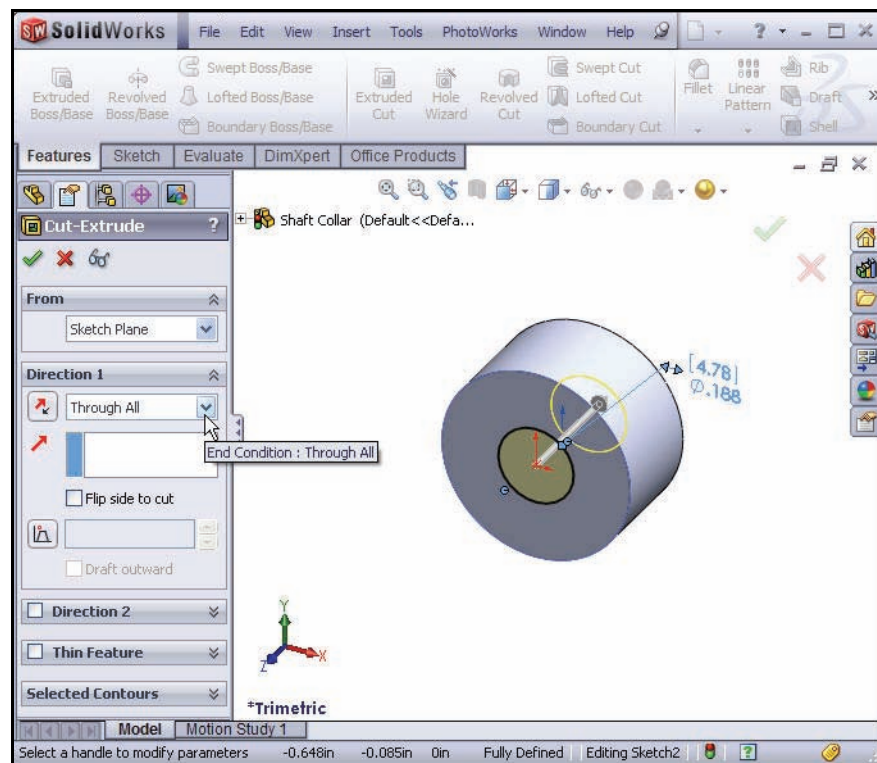 SolidWorks File Edit View Insert Tools PhotoWorks Window Help ?
Extruded Boss/Base
Revolved Boss/Base
Swept Boss/Base
Lofted Boss/Base
Boundary Boss/Base
Extruded Cut
Hole Wizard
Revolved Cut
Swept Cut
Lofted Cut
Boundary Cut
Fillet
Linear Pattern
Rib
Draft
Shell
Features Sketch Evaluate DimXpert Office Products
Cut-Extrude ?
Shaft Collar (Default<<Defa...
From
Sketch Plane
Direction 1
Through All
End Condition : Through All
Flip side to cut
Draft outward
Direction 2
Thin Feature
Selected Contours
[4.78]
Ø.188
Y
X
Z
*Trimetric
Model Motion Study 1
Select a handle to modify parameters -0.648in -0.085in 0in Fully Defined Editing Sketch2 ?